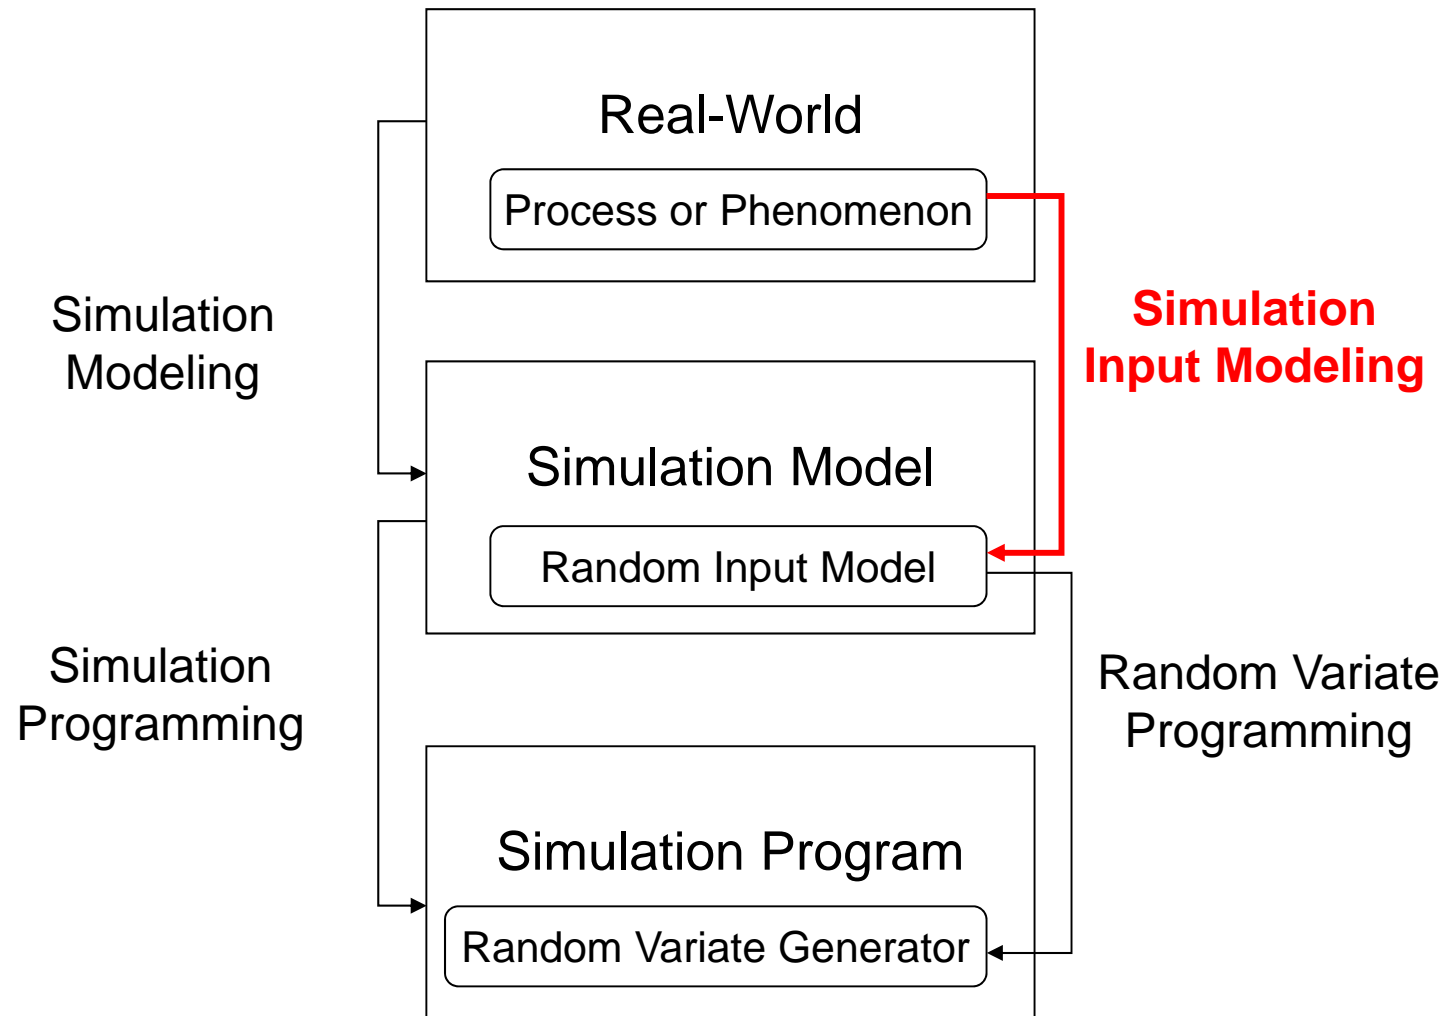 Real-World
Process or Phenomenon
Simulation
Modeling
Simulation
Input Modeling
Simulation Model
Random Input Model
Simulation
Programming
Random Variate
Programming
Simulation Program
Random Variate Generator